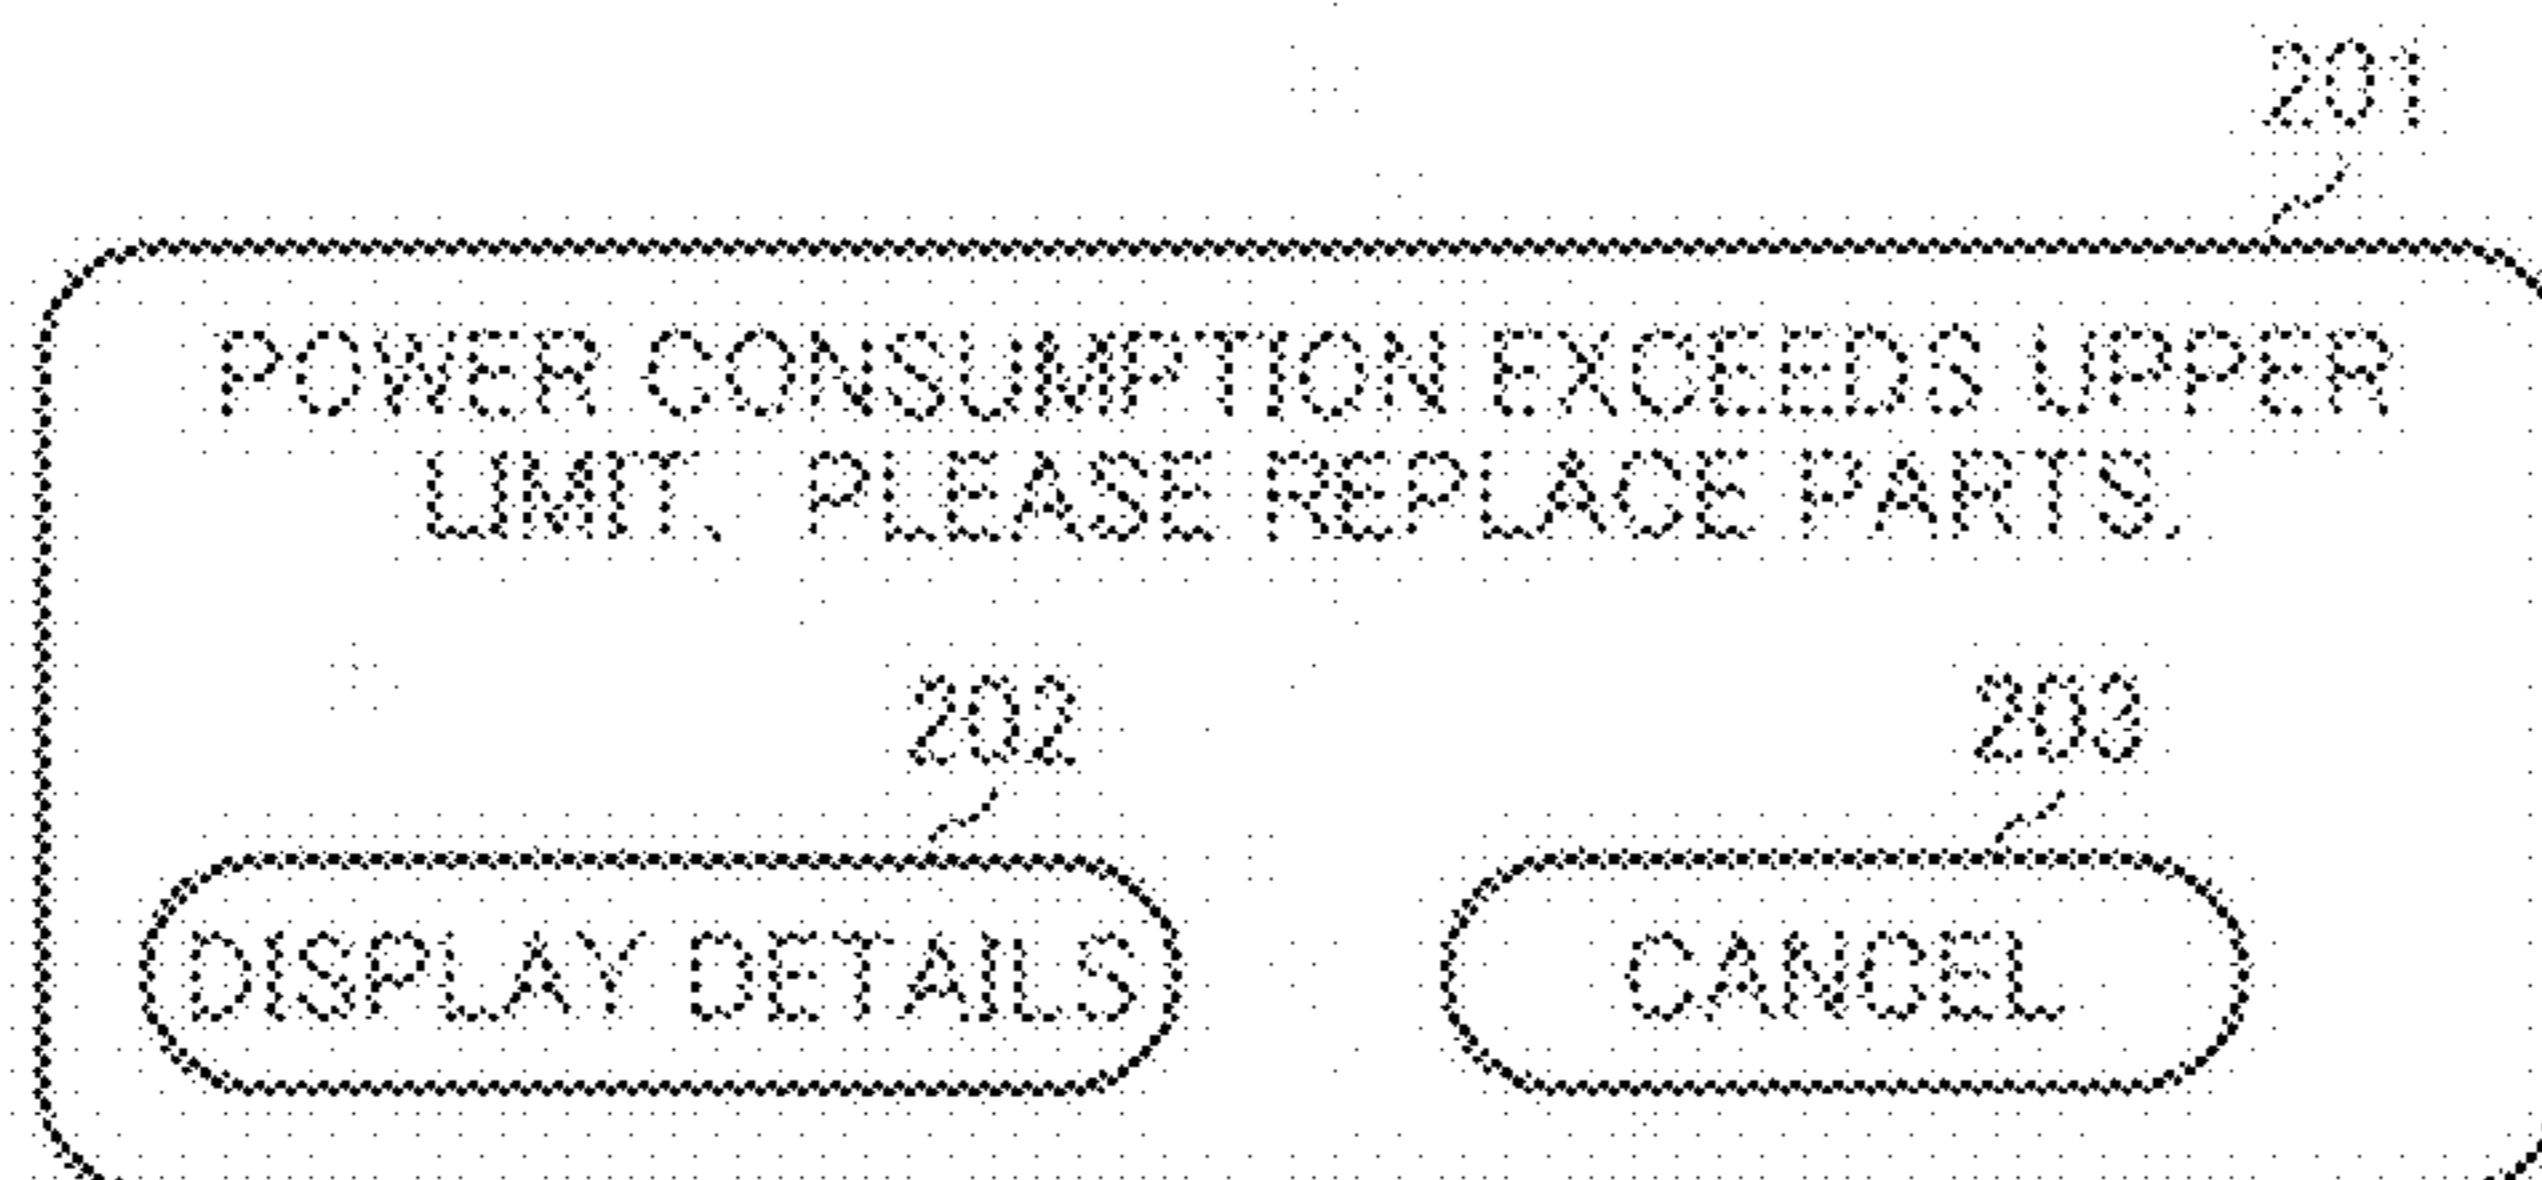 201
POWER CONSUMPTION EXCEEDS UPPER
LIMIT. PLEASE REPLACE PARTS.
202
203
DISPLAY DETAILS
CANCEL